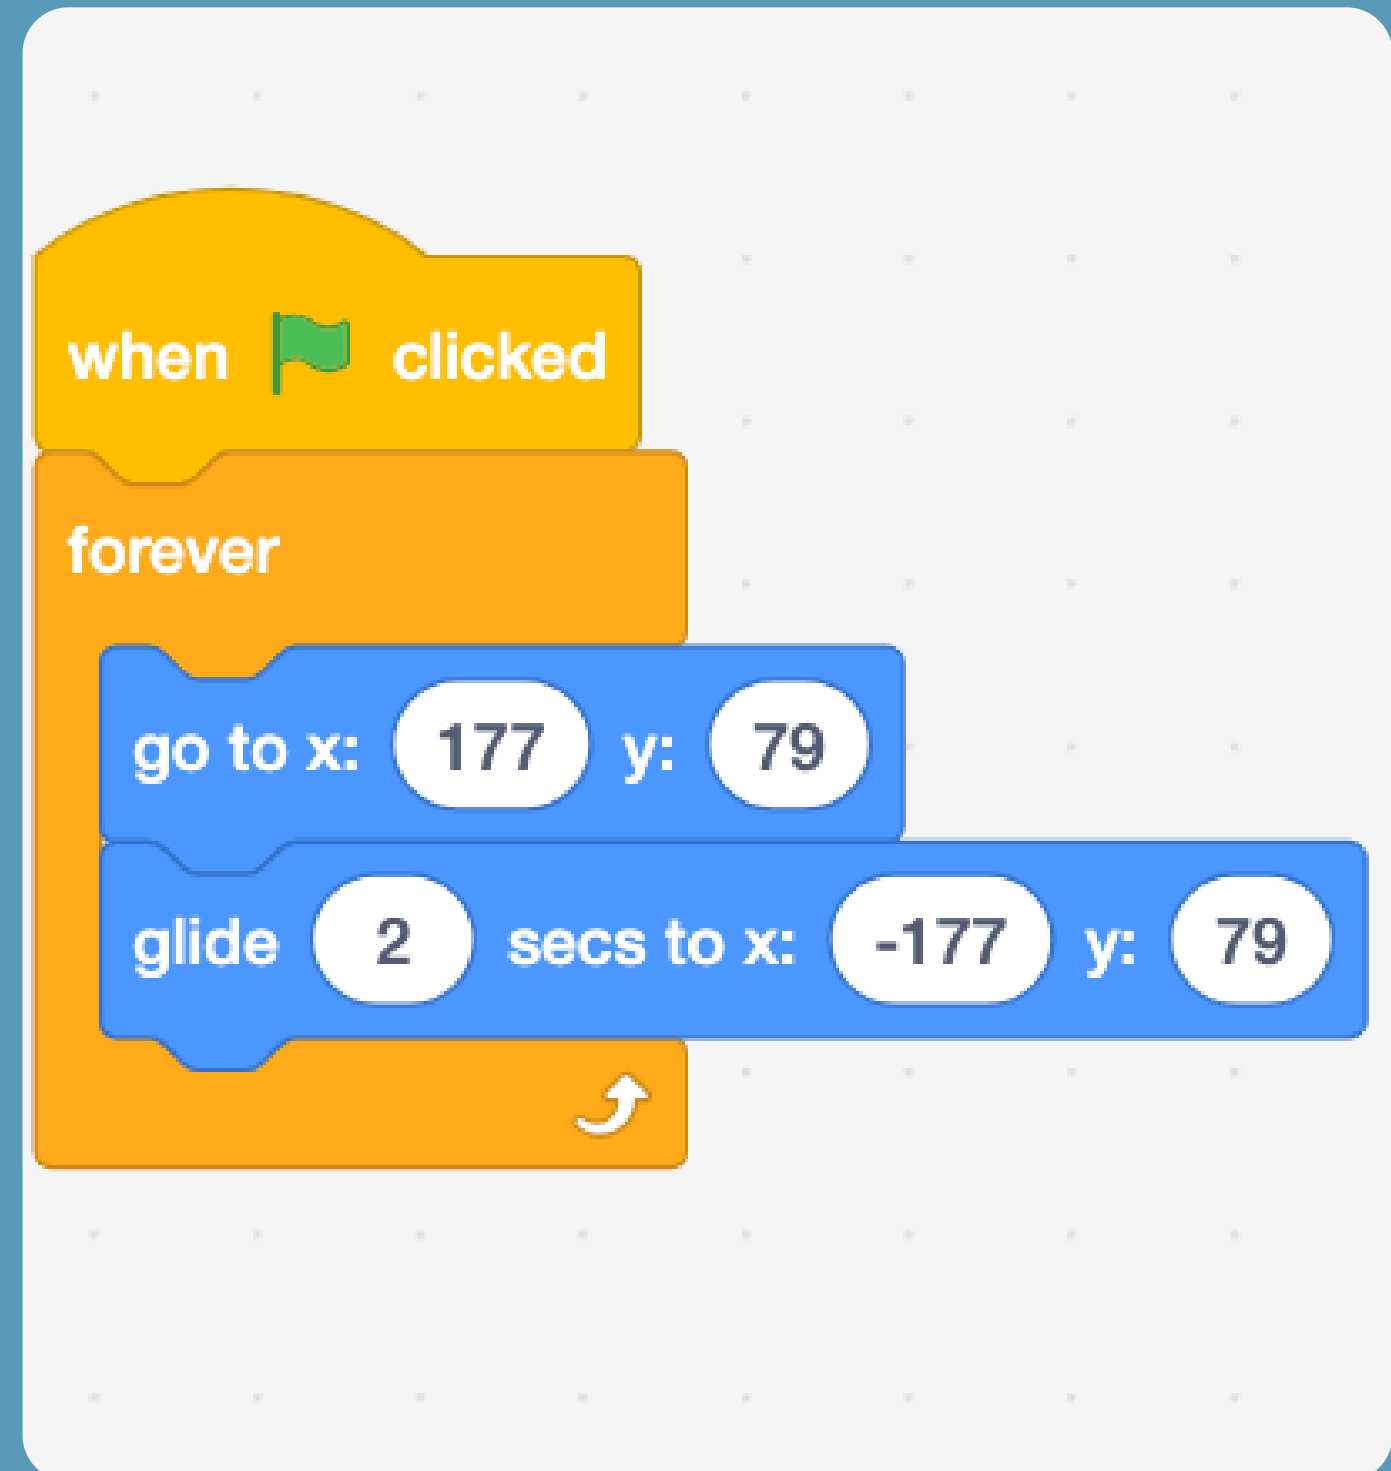 when clicked
forever
go to x: 177 y: 79
glide 2 secs to x: -177 y: 79